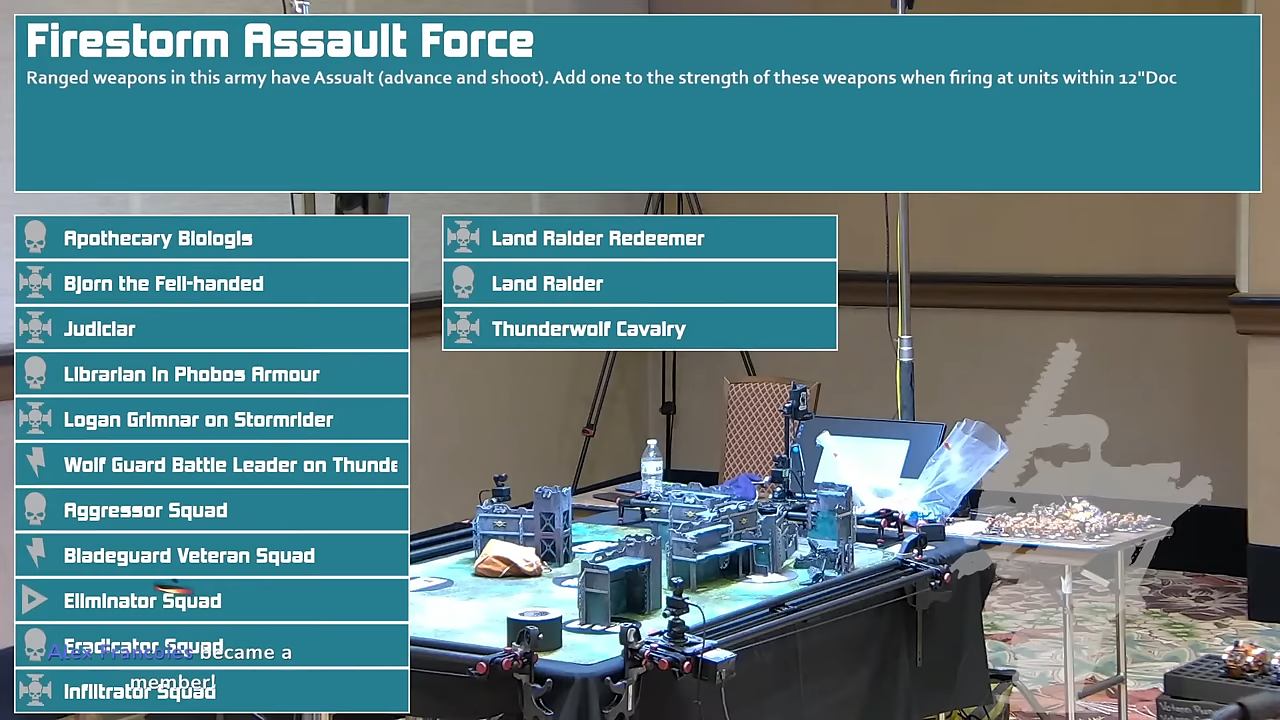 Firestorm Assault Force
Ranged weapons in this army have Assualt (advance and shoot). Add one to the strength of these weapons when firing at units within 12"Doc
Apothecary Biologis
Bjorn the Fell-handed
Judiciar
Librarian in Phobos Armour
Logan Grimnar on Stormrider
Wolf Guard Battle Leader on Thunde
Aggressor Squad
Bladeguard Veteran Squad
Eliminator Squad
Eradicator Squad
Infiltrator Squad
Land Raider Redeemer
Land Raider
Thunderwolf Cavalry
became a
member!